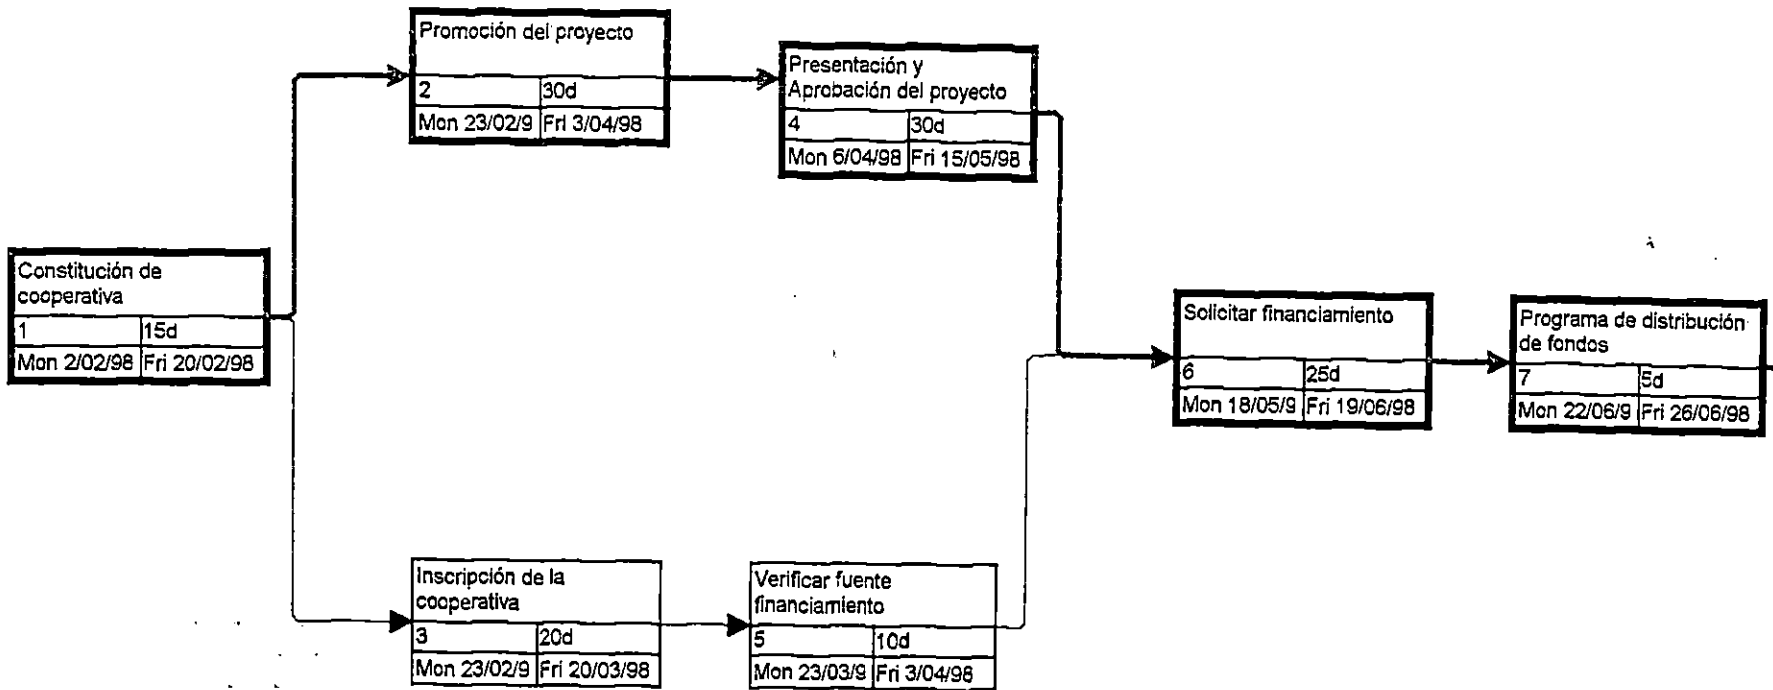 Promoción del proyecto
2 30d
Mon 23/02/9 Fri 3/04/98
Presentación y
Aprobación del proyecto
4 30d
Mon 6/04/98 Fri 15/05/98
Constitución de
cooperativa
1 15d
Mon 2/02/98 Fri 20/02/98
Solicitar financiamiento
6 25d
Mon 18/05/9 Fri 19/06/98
Programa de distribución
de fondos
7 5d
Mon 22/06/9 Fri 26/06/98
Inscripción de la
cooperativa
3 20d
Mon 23/02/9 Fri 20/03/98
Verificar fuente
financiamiento
5 10d
Mon 23/03/9 Fri 3/04/98